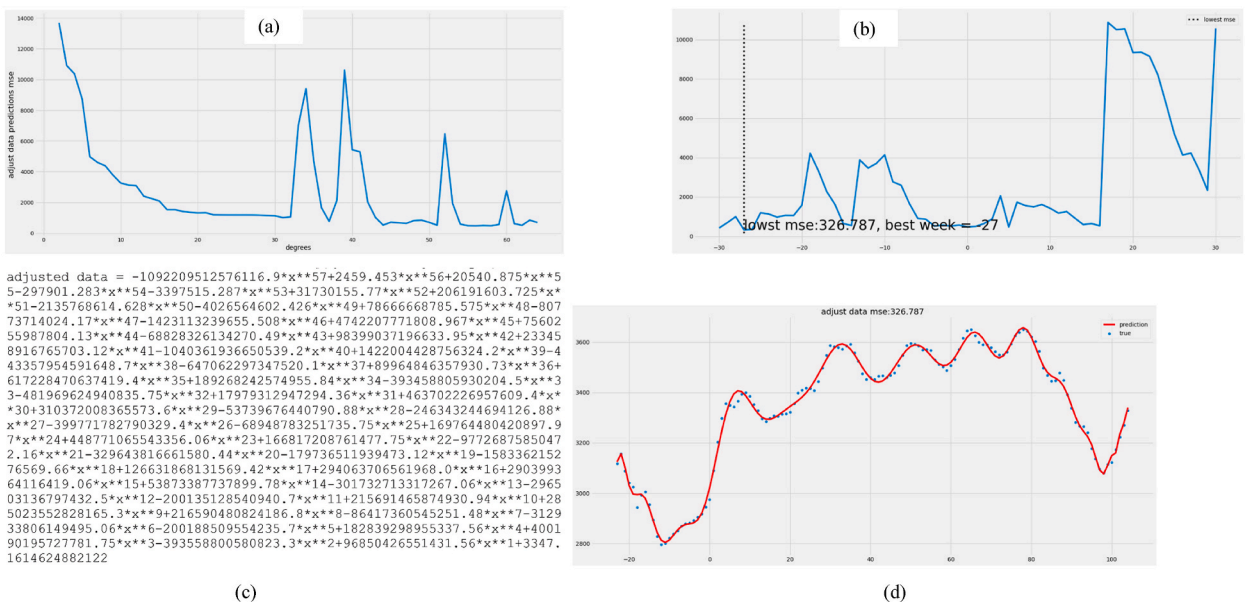 (a)
14000
12000
10000
8000
6000
4000
2000
0
adjust data predictions mse
0 10 20 30 40 50 60
degrees
(b)
lowest mse
10000
8000
6000
4000
2000
0
lowst mse:326.787, best week = -27
−30 −20 −10 0 10 20 30
adjusted data = -1092209512576116.9*x**57+2459.453*x**56+20540.875*x**5
5-297901.283*x**54-3397515.287*x**53+31730155.77*x**52+206191603.725*x*
*51-2135768614.628*x**50-4026564602.426*x**49+78666668785.575*x**48-807
73714024.17*x**47-1423113239655.508*x**46+4742207771808.967*x**45+75602
55987804.13*x**44-68828326134270.49*x**43+98399037196633.95*x**42+23345
8916765703.12*x**41-1040361936650539.2*x**40+1422004428756324.2*x**39-4
43357954591648.7*x**38-647062297347520.1*x**37+89964846357930.73*x**36+
617228470637419.4*x**35+189268242574955.84*x**34-393458805930204.5*x**3
3-481969624940835.75*x**32+17979312947294.36*x**31+463702226957609.4*x*
*30+310372008365573.6*x**29-53739676440790.88*x**28-246343244694126.88*
x**27-399771782790329.4*x**26-68948783251735.75*x**25+169764480420897.9
7*x**24+448771065543356.06*x**23+166817208761477.75*x**22-9772687585047
2.16*x**21-329643816661580.44*x**20-179736511939473.12*x**19-1583362152
76569.66*x**18+126631868131569.42*x**17+294063706561968.0*x**16+2903993
64116419.06*x**15+53873387737899.78*x**14-301732713317267.06*x**13-2965
03136797432.5*x**12-200135128540940.7*x**11+215691465874930.94*x**10+28
5023552828165.3*x**9+216590480824186.8*x**8-864173605452​51.48*x**7-3129
33806149495.06*x**6-200188509554235.7*x**5+182839298955337.56*x**4+4001
90195727781.75*x**3-393558800580823.3*x**2+96850426551431.56*x**1+3347.
1614624882122
(c)
adjust data mse:326.787
prediction
true
3600
3400
3200
3000
2800
−20 0 20 40 60 80 100
(d)